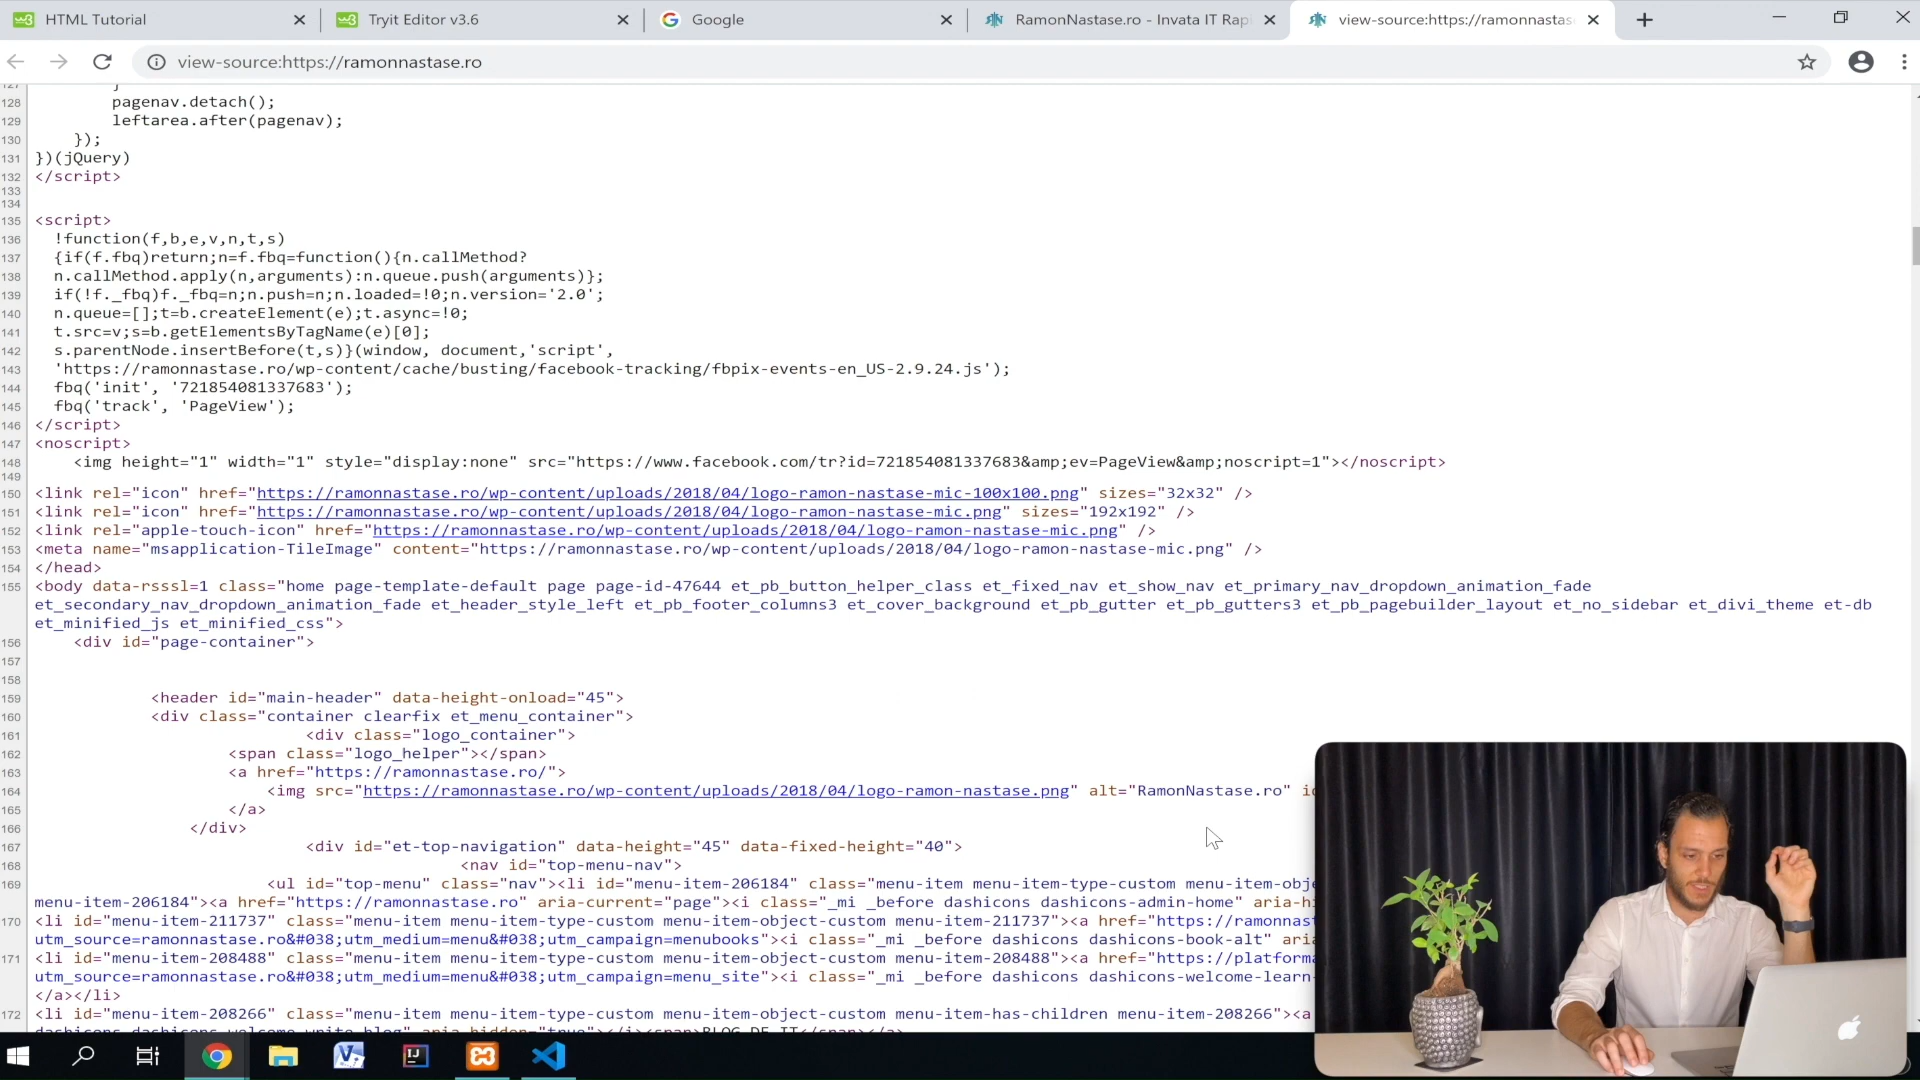 HTML Tutorial
Tryit Editor v3.6
Google
RamonNastase.ro - Invata IT Rap
view-source:https://ramonnastase
view-source:https://ramonnastase.ro
127 }
128 pagenav.detach();
129 leftarea.after(pagenav);
130 });
131 })(jQuery)
132 </script>
133
134
135 <script>
136 !function(f,b,e,v,n,t,s)
137 {if(f.fbq)return;n=f.fbq=function(){n.callMethod?
138 n.callMethod.apply(n,arguments):n.queue.push(arguments)};
139 if(!f._fbq)f._fbq=n;n.push=n;n.loaded=!0;n.version='2.0';
140 n.queue=[];t=b.createElement(e);t.async=!0;
141 t.src=v;s=b.getElementsByTagName(e)[0];
142 s.parentNode.insertBefore(t,s)}(window, document,'script',
143 'https://ramonnastase.ro/wp-content/cache/busting/facebook-tracking/fbpix-events-en_US-2.9.24.js');
144 fbq('init', '721854081337683');
145 fbq('track', 'PageView');
146 </script>
147 <noscript>
148 <img height="1" width="1" style="display:none" src="https://www.facebook.com/tr?id=721854081337683&amp;ev=PageView&amp;noscript=1"></noscript>
149
150 <link rel="icon" href="https://ramonnastase.ro/wp-content/uploads/2018/04/logo-ramon-nastase-mic-100x100.png" sizes="32x32" />
151 <link rel="icon" href="https://ramonnastase.ro/wp-content/uploads/2018/04/logo-ramon-nastase-mic.png" sizes="192x192" />
152 <link rel="apple-touch-icon" href="https://ramonnastase.ro/wp-content/uploads/2018/04/logo-ramon-nastase-mic.png" />
153 <meta name="msapplication-TileImage" content="https://ramonnastase.ro/wp-content/uploads/2018/04/logo-ramon-nastase-mic.png" />
154 </head>
155 <body data-rsssl=1 class="home page-template-default page page-id-47644 et_pb_button_helper_class et_fixed_nav et_show_nav et_primary_nav_dropdown_animation_fade
et_secondary_nav_dropdown_animation_fade et_header_style_left et_pb_footer_columns3 et_cover_background et_pb_gutter et_pb_gutters3 et_pb_pagebuilder_layout et_no_sidebar et_divi_theme et-db
et_minified_js et_minified_css">
156 <div id="page-container">
157
158
159 <header id="main-header" data-height-onload="45">
160 <div class="container clearfix et_menu_container">
161 <div class="logo_container">
162 <span class="logo_helper"></span>
163 <a href="https://ramonnastase.ro/">
164 <img src="https://ramonnastase.ro/wp-content/uploads/2018/04/logo-ramon-nastase.png" alt="RamonNastase.ro" id
165 </a>
166 </div>
167 <div id="et-top-navigation" data-height="45" data-fixed-height="40">
168 <nav id="top-menu-nav">
169 <ul id="top-menu" class="nav"><li id="menu-item-206184" class="menu-item menu-item-type-custom menu-item-obje
menu-item-206184"><a href="https://ramonnastase.ro" aria-current="page"><i class="_mi _before dashicons dashicons-admin-home" aria-hi
170 <li id="menu-item-211737" class="menu-item menu-item-type-custom menu-item-object-custom menu-item-211737"><a href="https://ramonnast
utm_source=ramonnastase.ro&#038;utm_medium=menu&#038;utm_campaign=menubooks"><i class="_mi _before dashicons dashicons-book-alt" aria
171 <li id="menu-item-208488" class="menu-item menu-item-type-custom menu-item-object-custom menu-item-208488"><a href="https://platforma
utm_source=ramonnastase.ro&#038;utm_medium=menu&#038;utm_campaign=menu_site"><i class="_mi _before dashicons dashicons-welcome-learn-
</a></li>
172 <li id="menu-item-208266" class="menu-item menu-item-type-custom menu-item-object-custom menu-item-has-children menu-item-208266"><a
dashicons dashicons-welcome-write-blog" aria-hidden="true"></i><span>BLOG DE IT</span></a>